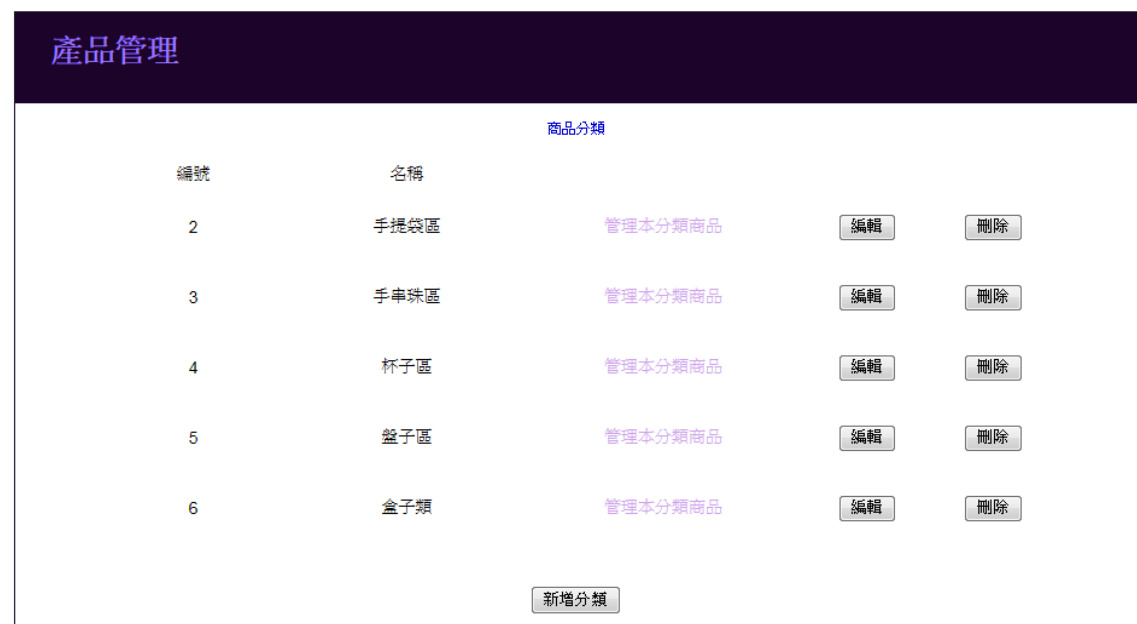 產品管理
商品分類
編號 名稱
2 手提袋區 管理本分類商品 編輯 刪除
3 手串珠區 管理本分類商品 編輯 刪除
4 杯子區 管理本分類商品 編輯 刪除
5 盤子區 管理本分類商品 編輯 刪除
6 盒子類 管理本分類商品 編輯 刪除
新增分類